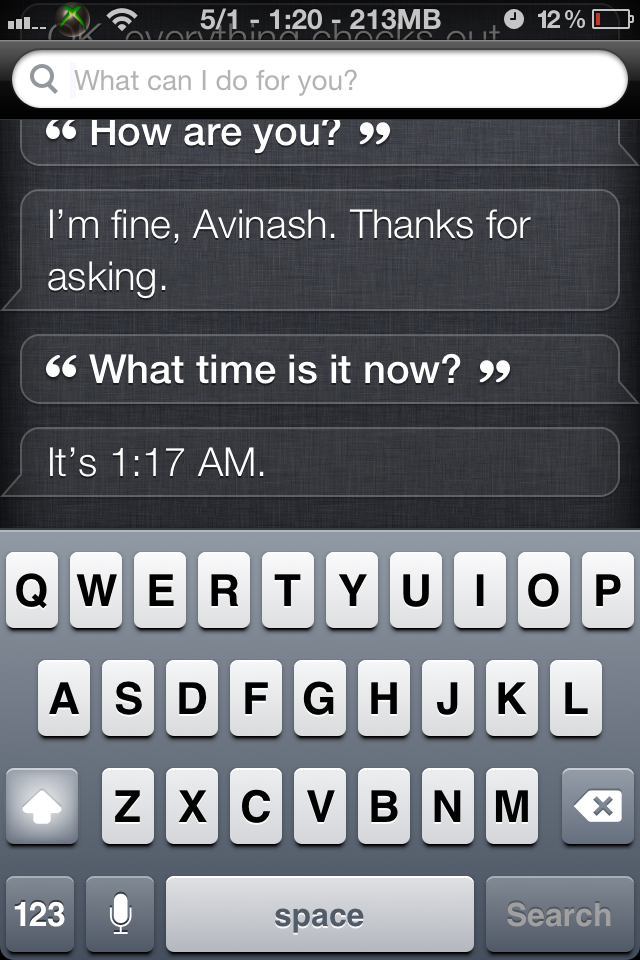 5/1 - 1:20 - 213MB 12%
OK, everything checks out
What can I do for you?
“ How are you? ”
I’m fine, Avinash. Thanks for
asking.
“ What time is it now? ”
It’s 1:17 AM.
Q W E R T Y U I O P
A S D F G H J K L
Z X C V B N M
123 space Search